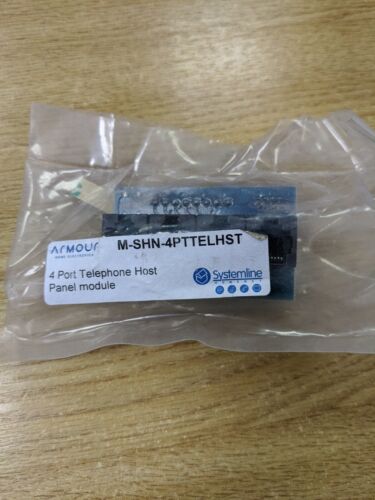 ARMOUR
HOME ELECTRONICS
M-SHN-4PTTELHST
4 Port Telephone Host
Panel module
Systemline